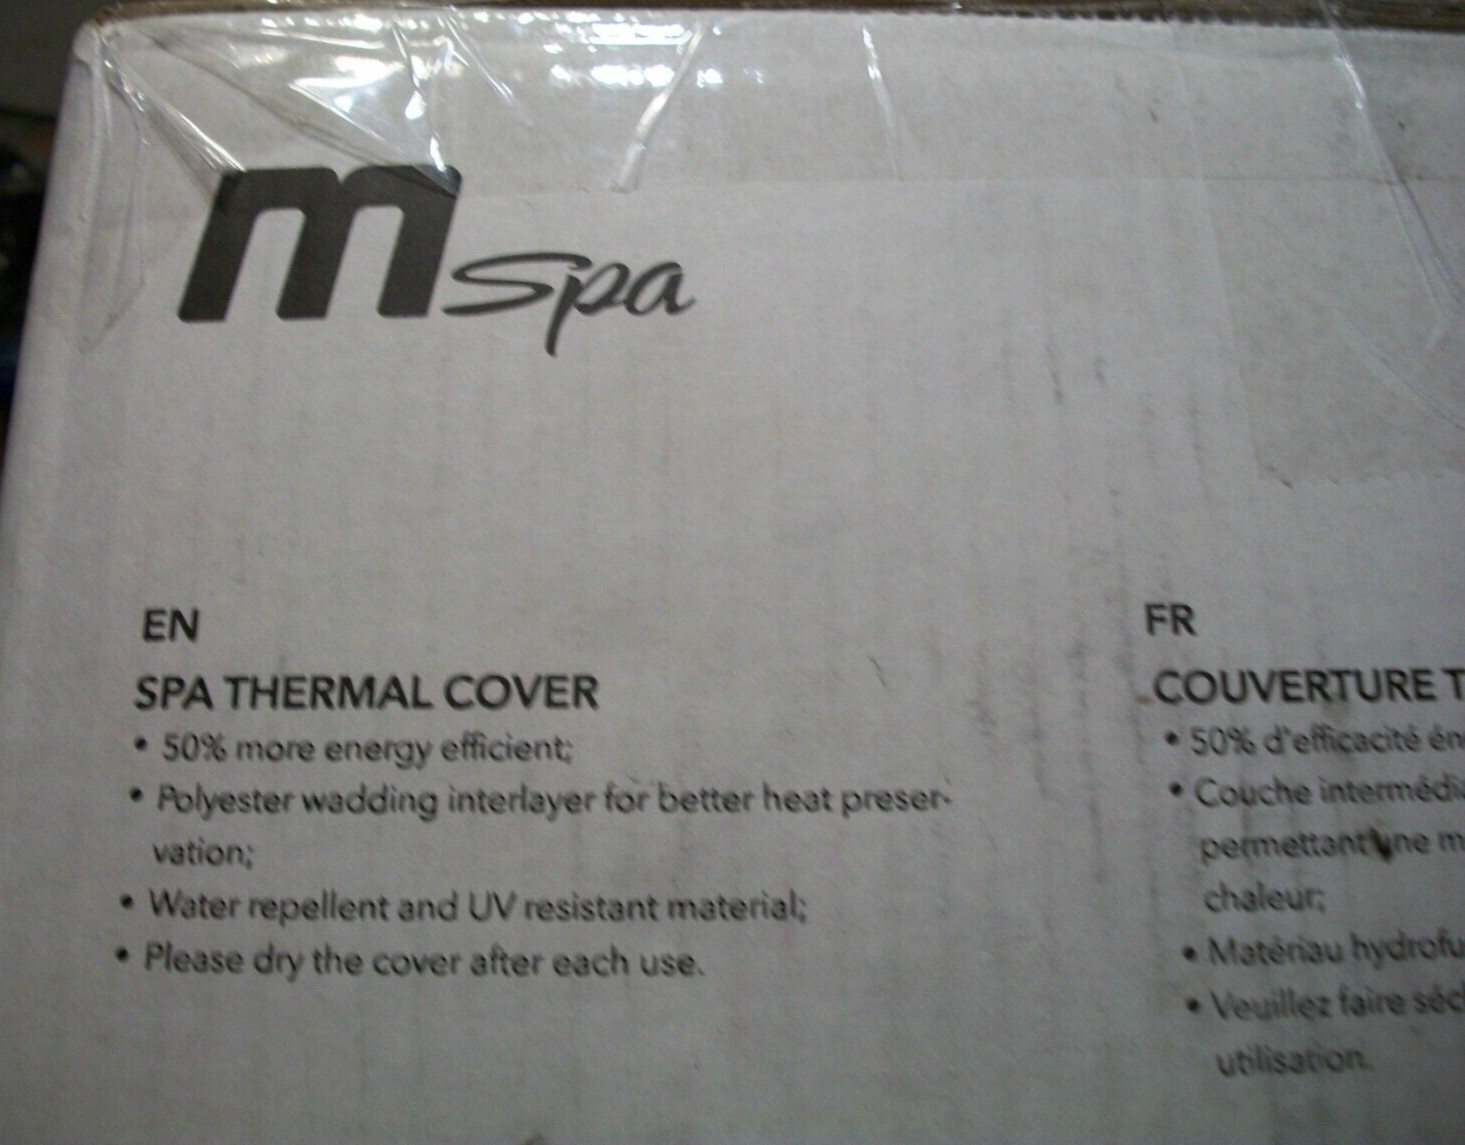 mspa
EN
SPA THERMAL COVER
• 50% more energy efficient;
• Polyester wadding interlayer for better heat preser-
vation;
• Water repellent and UV resistant material;
• Please dry the cover after each use.
FR
COUVERTURE T
• 50% d'efficacité én
• Couche intermédi
permettant une m
chaleur;
• Matériau hydrofu
• Veuillez faire séc
utilisation.